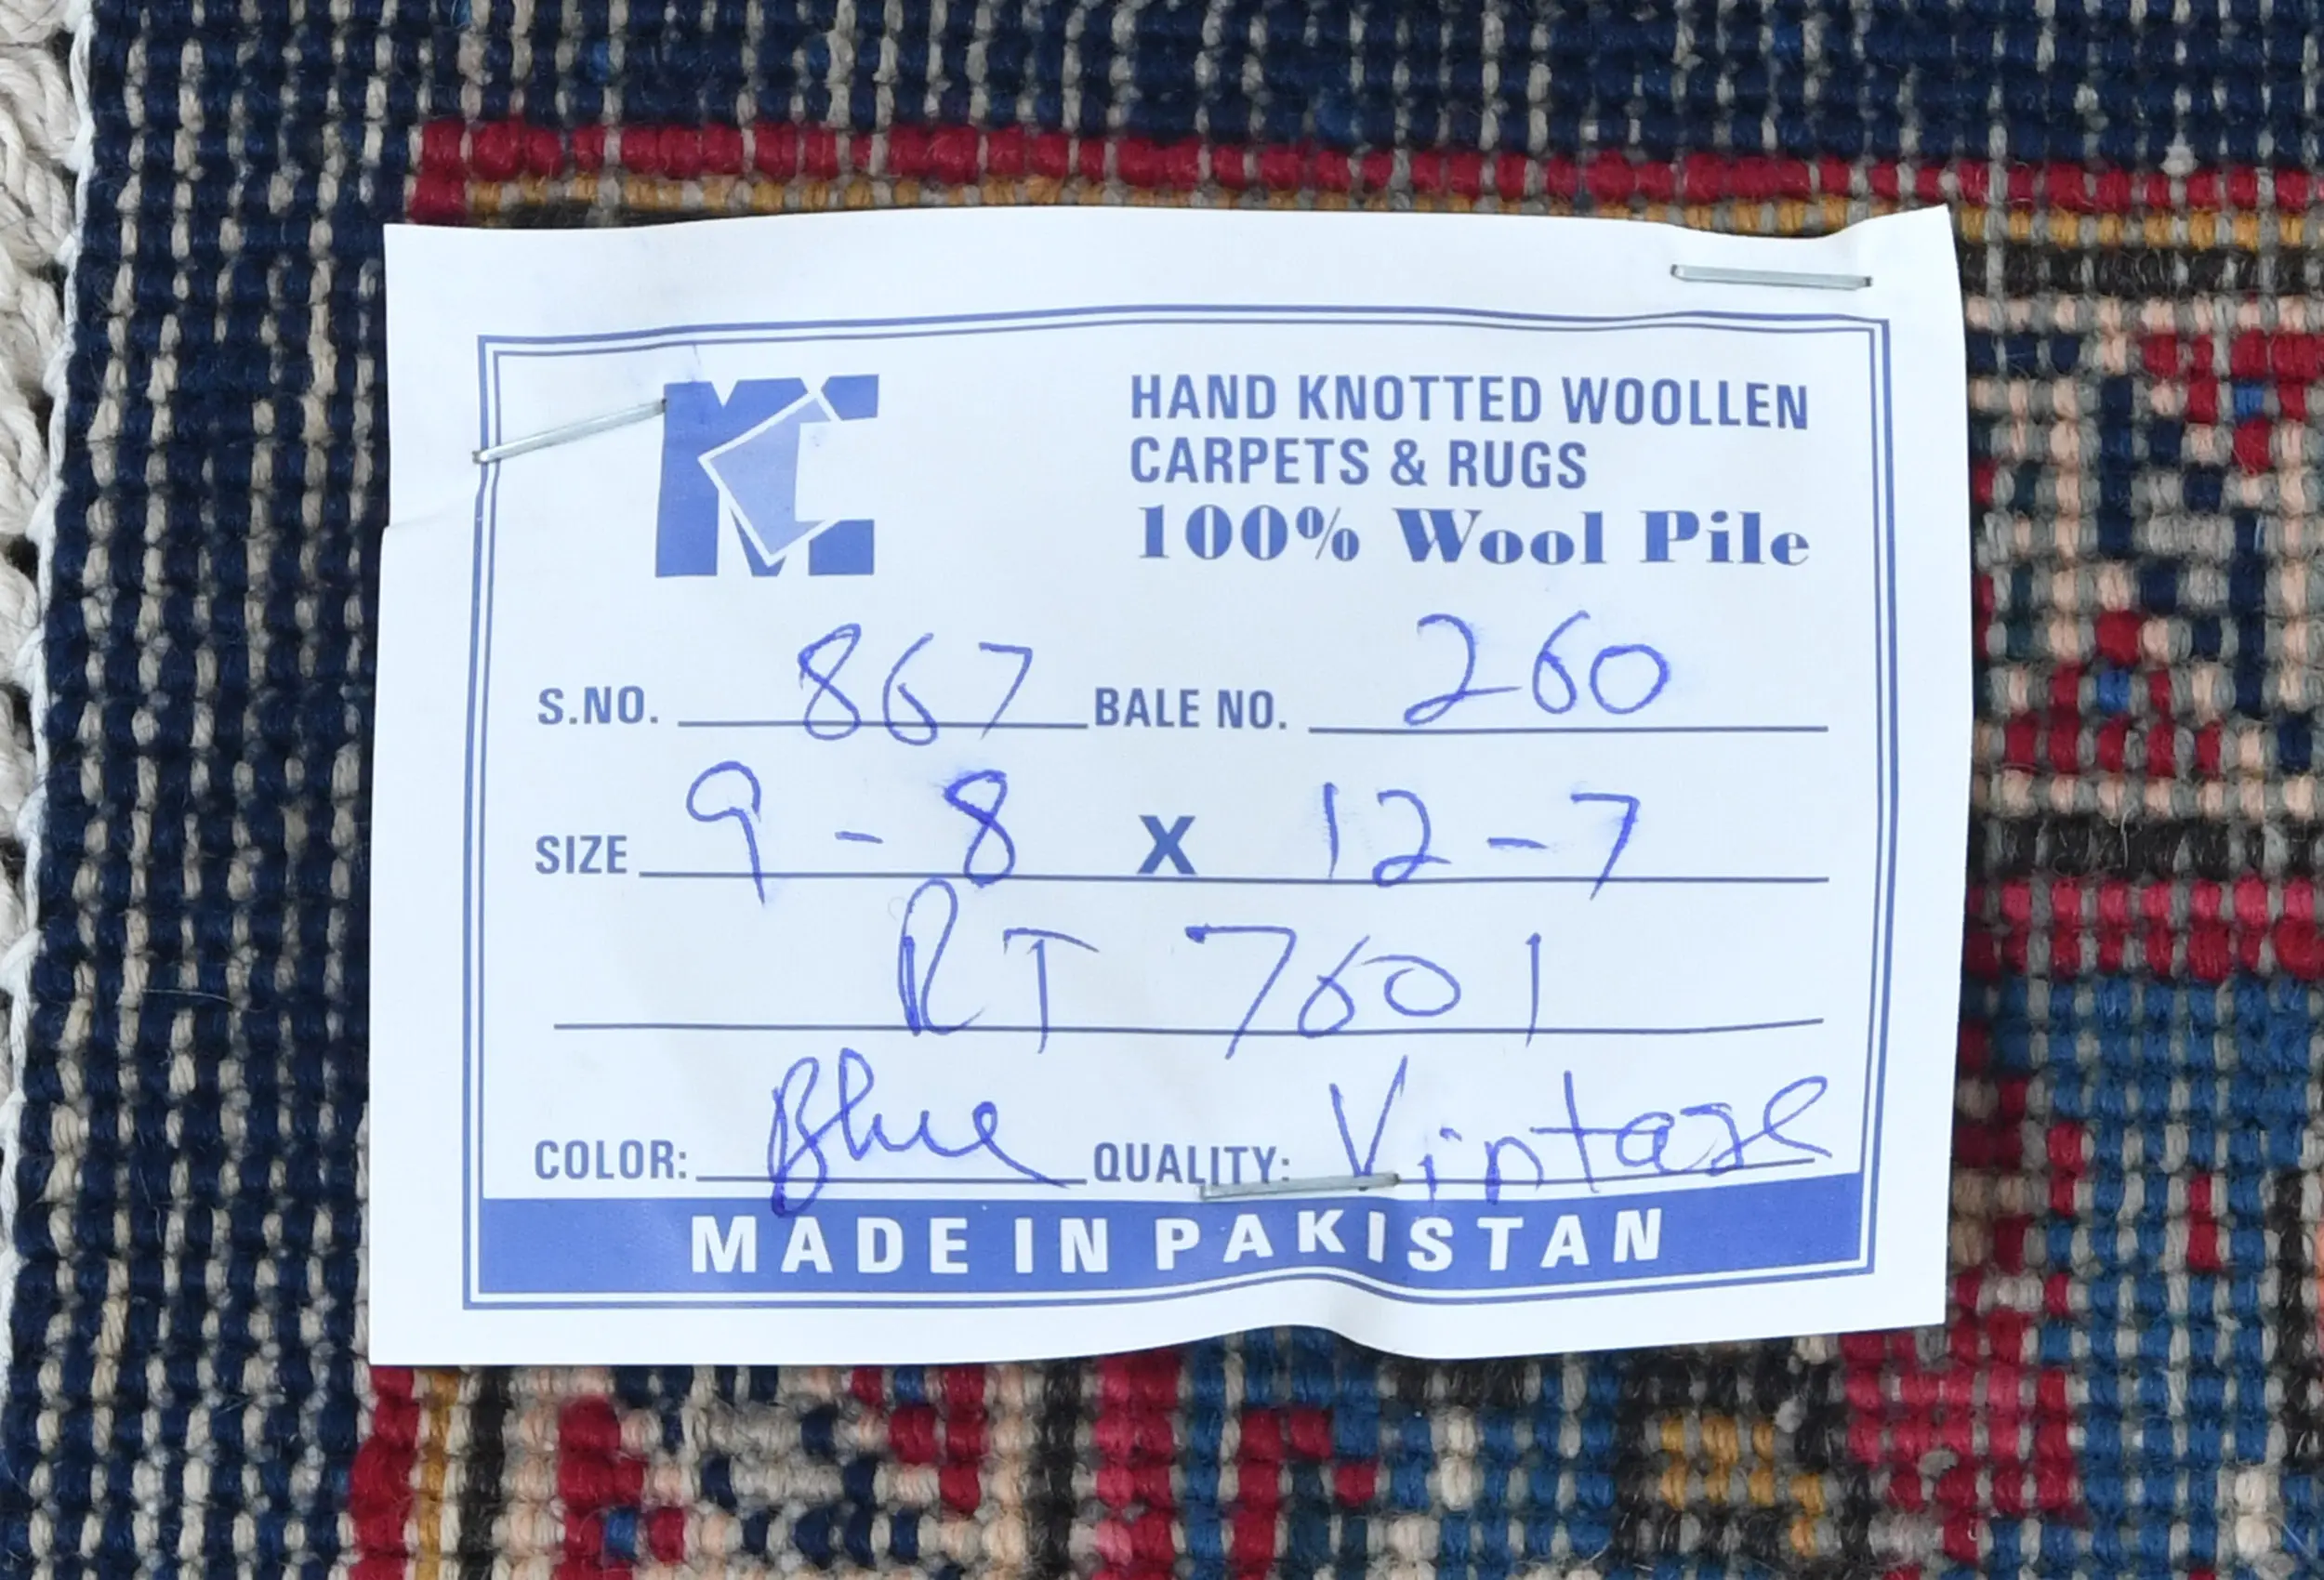 MC
HAND KNOTTED WOOLLEN
CARPETS & RUGS
100% Wool Pile
S.NO. 867 BALE NO. 260
SIZE 9 - 8 X 12 - 7
RT 7601
COLOR: Blue QUALITY: Vintage
MADE IN PAKISTAN